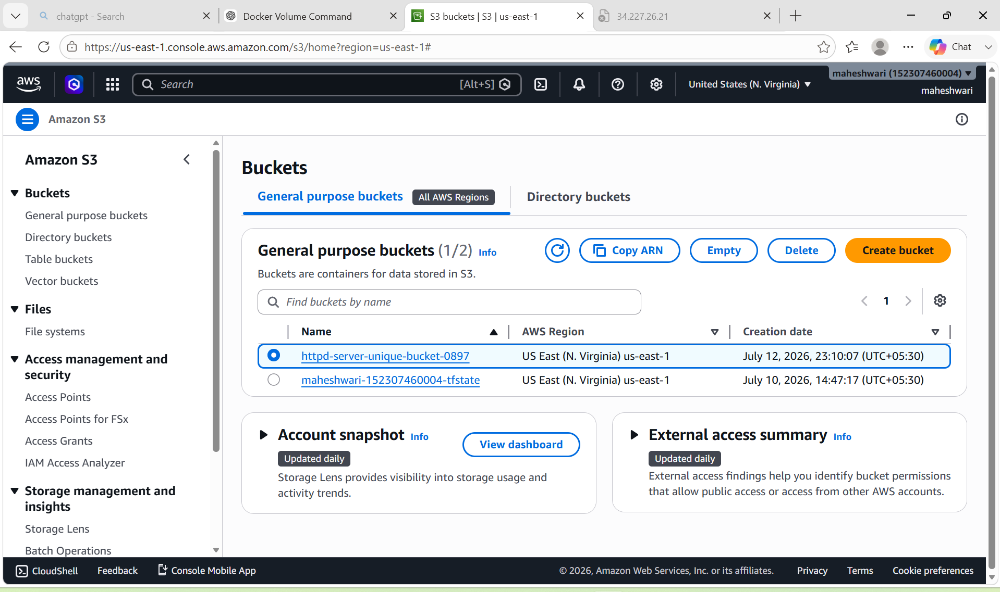 chatgpt - Search
Docker Volume Command
S3 buckets | S3 | us-east-1
34.227.26.21
https://us-east-1.console.aws.amazon.com/s3/home?region=us-east-1#
Chat
aws
Search
[Alt+S]
United States (N. Virginia)
maheshwari (152307460004)
maheshwari
Amazon S3
Amazon S3
Buckets
General purpose buckets
Directory buckets
Table buckets
Vector buckets
Files
File systems
Access management and
security
Access Points
Access Points for FSx
Access Grants
IAM Access Analyzer
Storage management and
insights
Storage Lens
Batch Operations
Buckets
General purpose buckets
All AWS Regions
Directory buckets
General purpose buckets (1/2) Info
Copy ARN
Empty
Delete
Create bucket
Buckets are containers for data stored in S3.
Find buckets by name
1
Name
AWS Region
Creation date
httpd-server-unique-bucket-0897
US East (N. Virginia) us-east-1
July 12, 2026, 23:10:07 (UTC+05:30)
maheshwari-152307460004-tfstate
US East (N. Virginia) us-east-1
July 10, 2026, 14:47:17 (UTC+05:30)
Account snapshot Info
View dashboard
Updated daily
Storage Lens provides visibility into storage usage and
activity trends.
External access summary Info
Updated daily
External access findings help you identify bucket permissions
that allow public access or access from other AWS accounts.
CloudShell
Feedback
Console Mobile App
© 2026, Amazon Web Services, Inc. or its affiliates.
Privacy
Terms
Cookie preferences